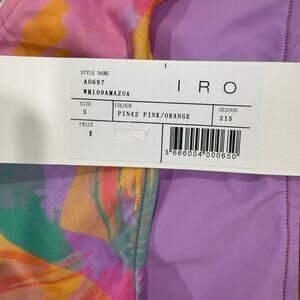 STYLE NAME
A0697
WM109AMAZOA
IRO
SIZE
S
COLOUR
PIN42 PINK/ORANGE
SEASON
21S
PRICE
$
3666004000650